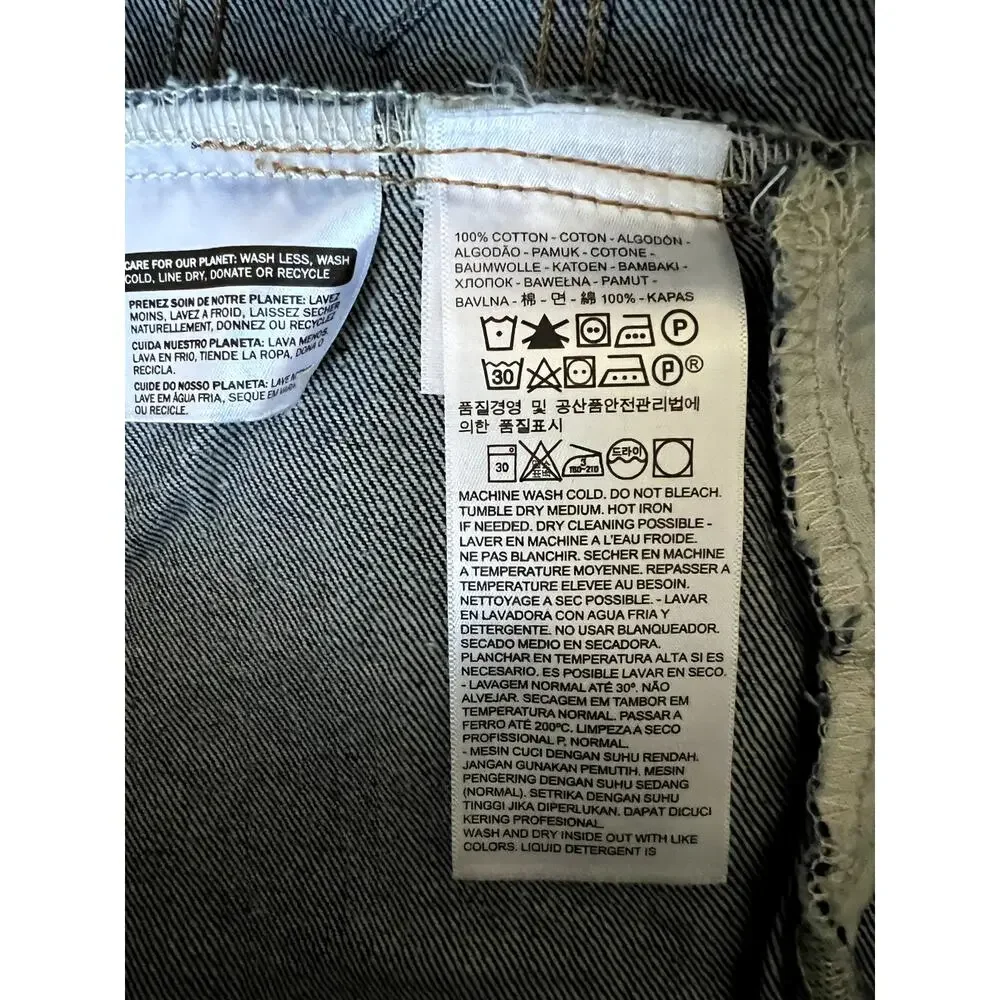 CARE FOR OUR PLANET: WASH LESS, WASH
COLD, LINE DRY, DONATE OR RECYCLE
PRENEZ SOIN DE NOTRE PLANETE: LAVEZ
MOINS, LAVEZ A FROID, LAISSEZ SECHER
NATURELLEMENT, DONNEZ OU RECYCLEZ
CUIDA NUESTRO PLANETA: LAVA MENOS,
LAVA EN FRIO, TIENDE LA ROPA, DONA O
RECICLA.
CUIDE DO NOSSO PLANETA: LAVE
LAVE EM ÁGUA FRIA, SEQUE EM
OU RECICLE.
100% COTTON - COTON - ALGODÓN -
ALGODÃO - PAMUK - COTONE -
BAUMWOLLE - KATOEN - BAMBAKI -
ХЛОПОК - BAWEŁNA - PAMUT -
BAVLNA - 棉 - 면 - 綿 100% - KAPAS
P
30 P®
품질경영 및 공산품안전관리법에
의한 품질표시
30 3 180~210 드라이
MACHINE WASH COLD. DO NOT BLEACH.
TUMBLE DRY MEDIUM. HOT IRON
IF NEEDED. DRY CLEANING POSSIBLE -
LAVER EN MACHINE A L'EAU FROIDE.
NE PAS BLANCHIR. SECHER EN MACHINE
A TEMPERATURE MOYENNE. REPASSER A
TEMPERATURE ELEVEE AU BESOIN.
NETTOYAGE A SEC POSSIBLE. - LAVAR
EN LAVADORA CON AGUA FRIA Y
DETERGENTE. NO USAR BLANQUEADOR.
SECADO MEDIO EN SECADORA.
PLANCHAR EN TEMPERATURA ALTA SI ES
NECESARIO. ES POSIBLE LAVAR EN SECO.
- LAVAGEM NORMAL ATÉ 30º. NÃO
ALVEJAR. SECAGEM EM TAMBOR EM
TEMPERATURA NORMAL. PASSAR A
FERRO ATÉ 200ºC. LIMPEZA A SECO
PROFISSIONAL P, NORMAL.
- MESIN CUCI DENGAN SUHU RENDAH.
JANGAN GUNAKAN PEMUTIH. MESIN
PENGERING DENGAN SUHU SEDANG
(NORMAL). SETRIKA DENGAN SUHU
TINGGI JIKA DIPERLUKAN. DAPAT DICUCI
KERING PROFESIONAL.
WASH AND DRY INSIDE OUT WITH LIKE
COLORS. LIQUID DETERGENT IS